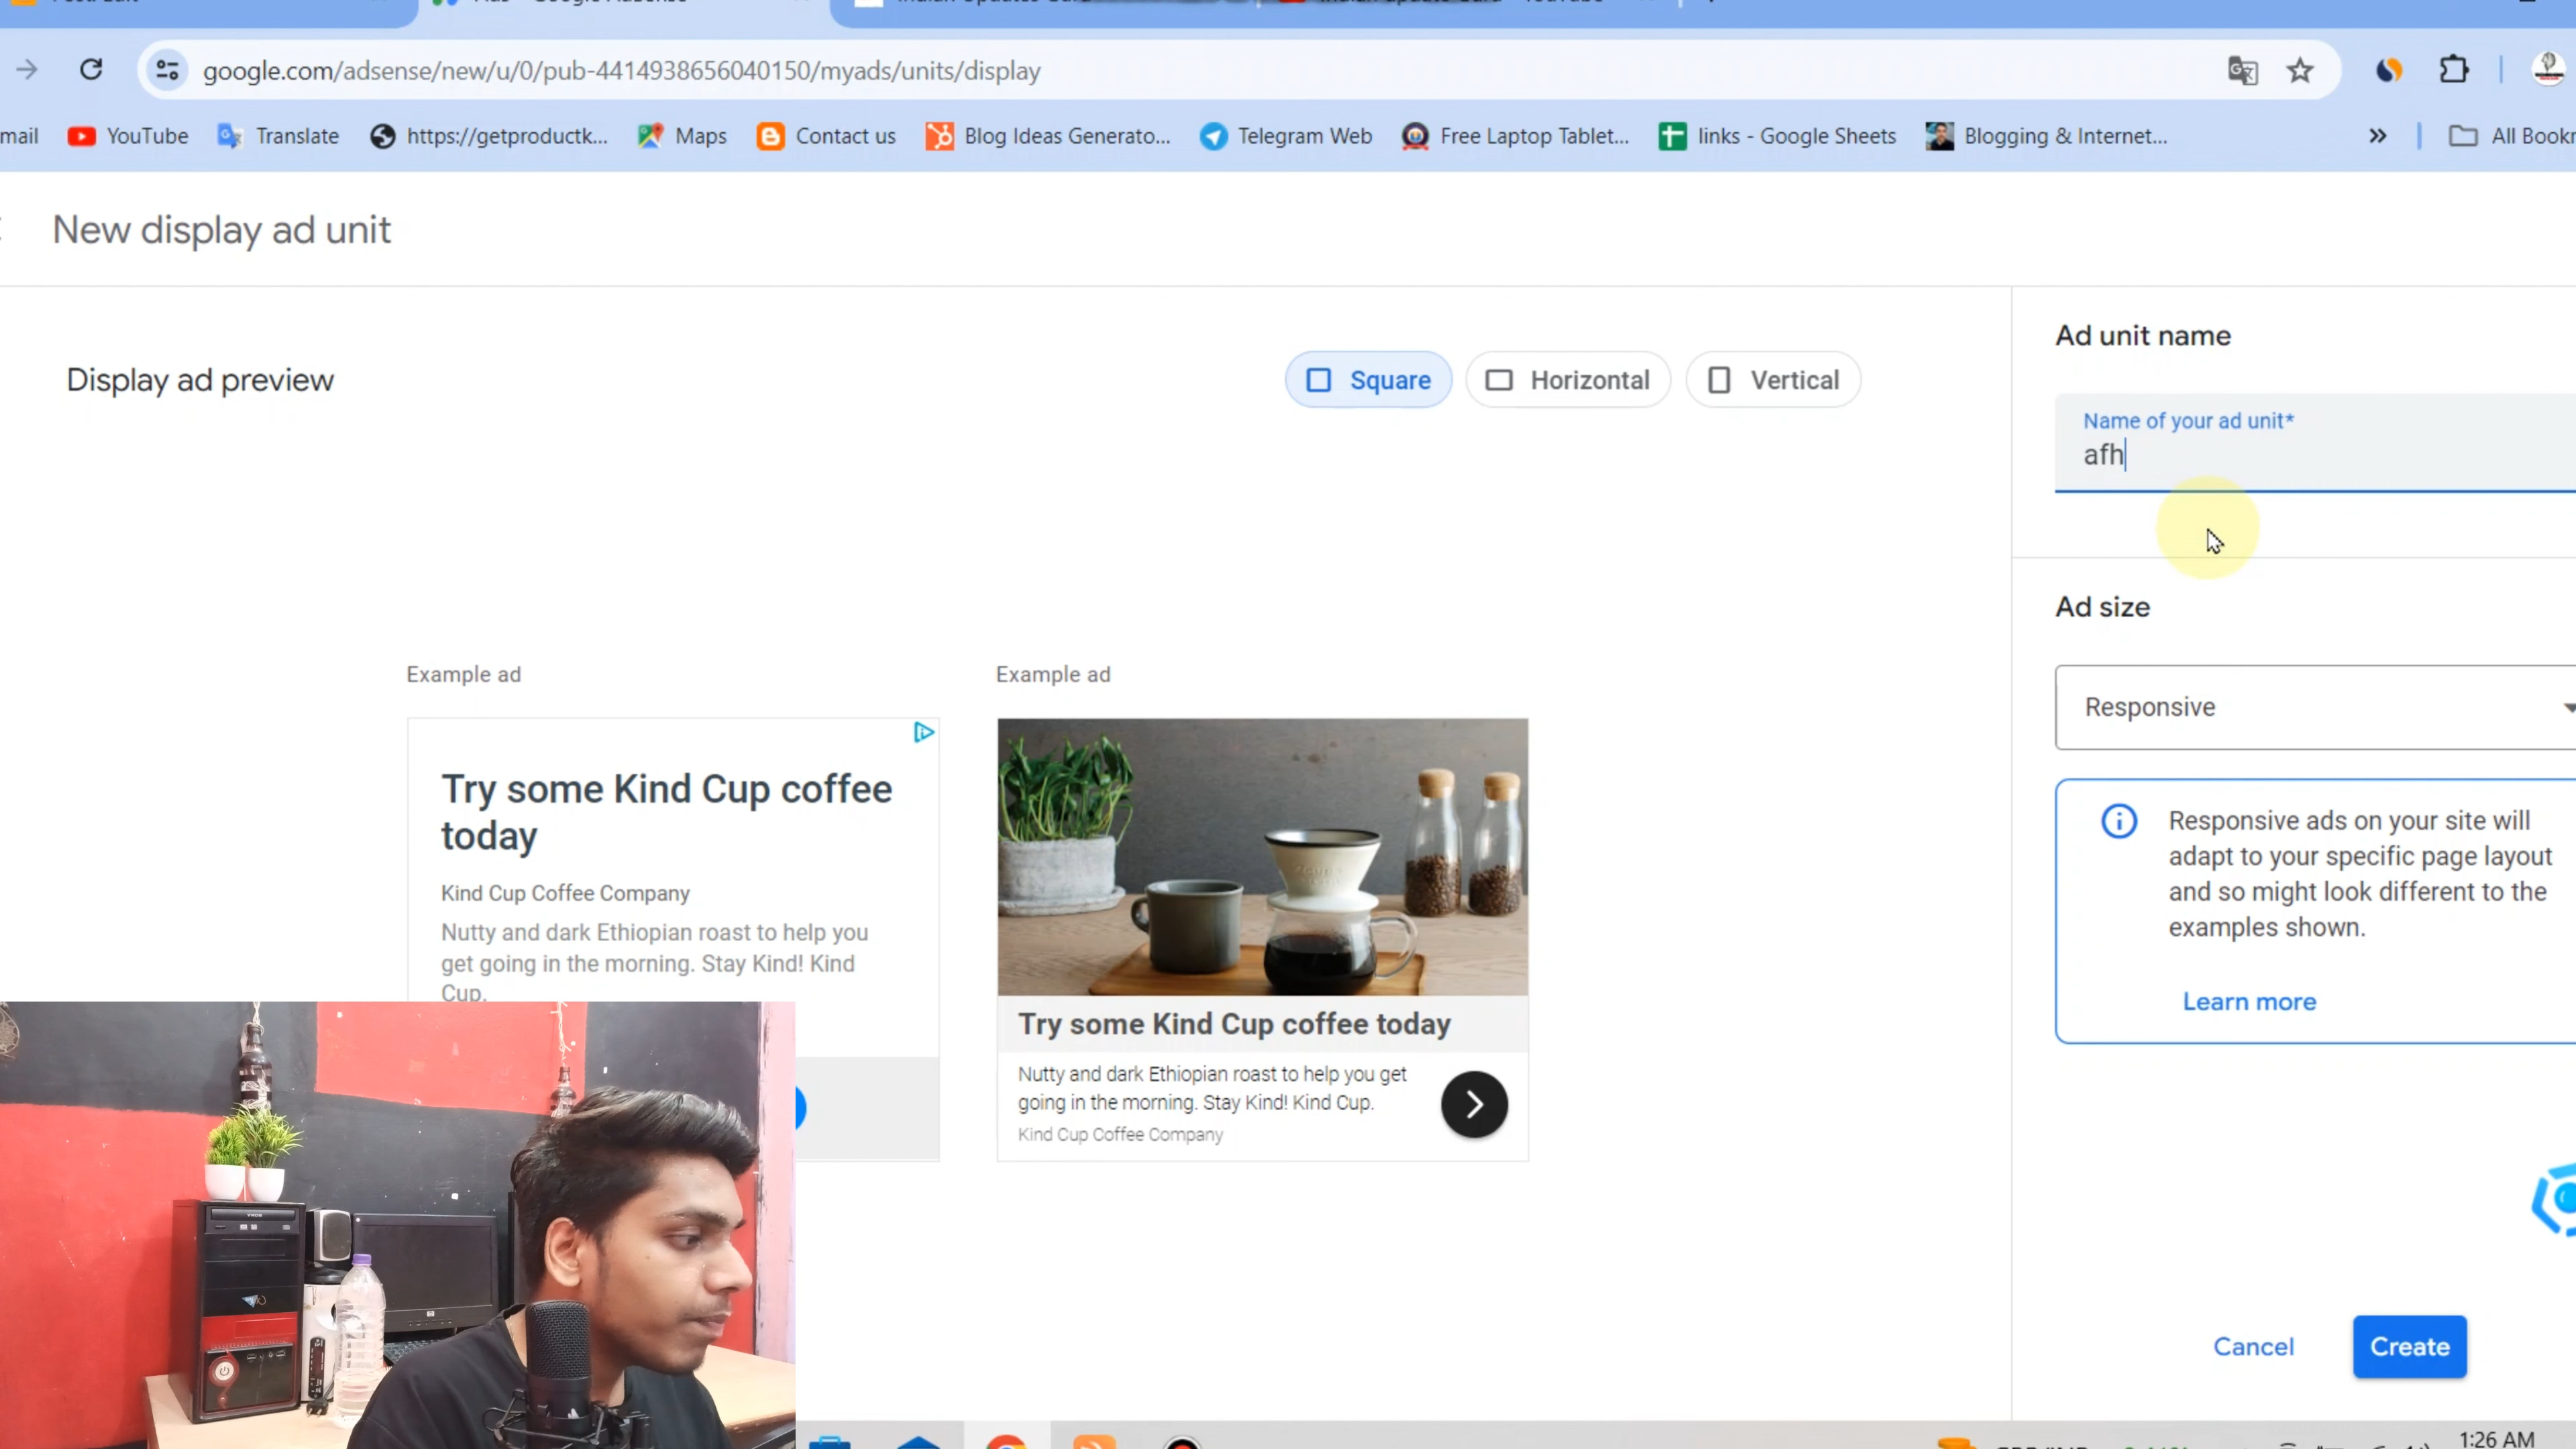 google.com/adsense/new/u/0/pub-4414938656040150/myads/units/display
mail YouTube Translate https://getproductk... Maps Contact us Blog Ideas Generato... Telegram Web Free Laptop Tablet... links - Google Sheets Blogging & Internet... » All Bookr
New display ad unit
Display ad preview
Square Horizontal Vertical
Ad unit name
Name of your ad unit*
afh
Ad size
Responsive
Responsive ads on your site will
adapt to your specific page layout
and so might look different to the
examples shown.
Learn more
Example ad
Try some Kind Cup coffee
today
Kind Cup Coffee Company
Nutty and dark Ethiopian roast to help you
get going in the morning. Stay Kind! Kind
Cup.
Example ad
Try some Kind Cup coffee today
Nutty and dark Ethiopian roast to help you get
going in the morning. Stay Kind! Kind Cup.
Kind Cup Coffee Company
Cancel Create
1:26 AM